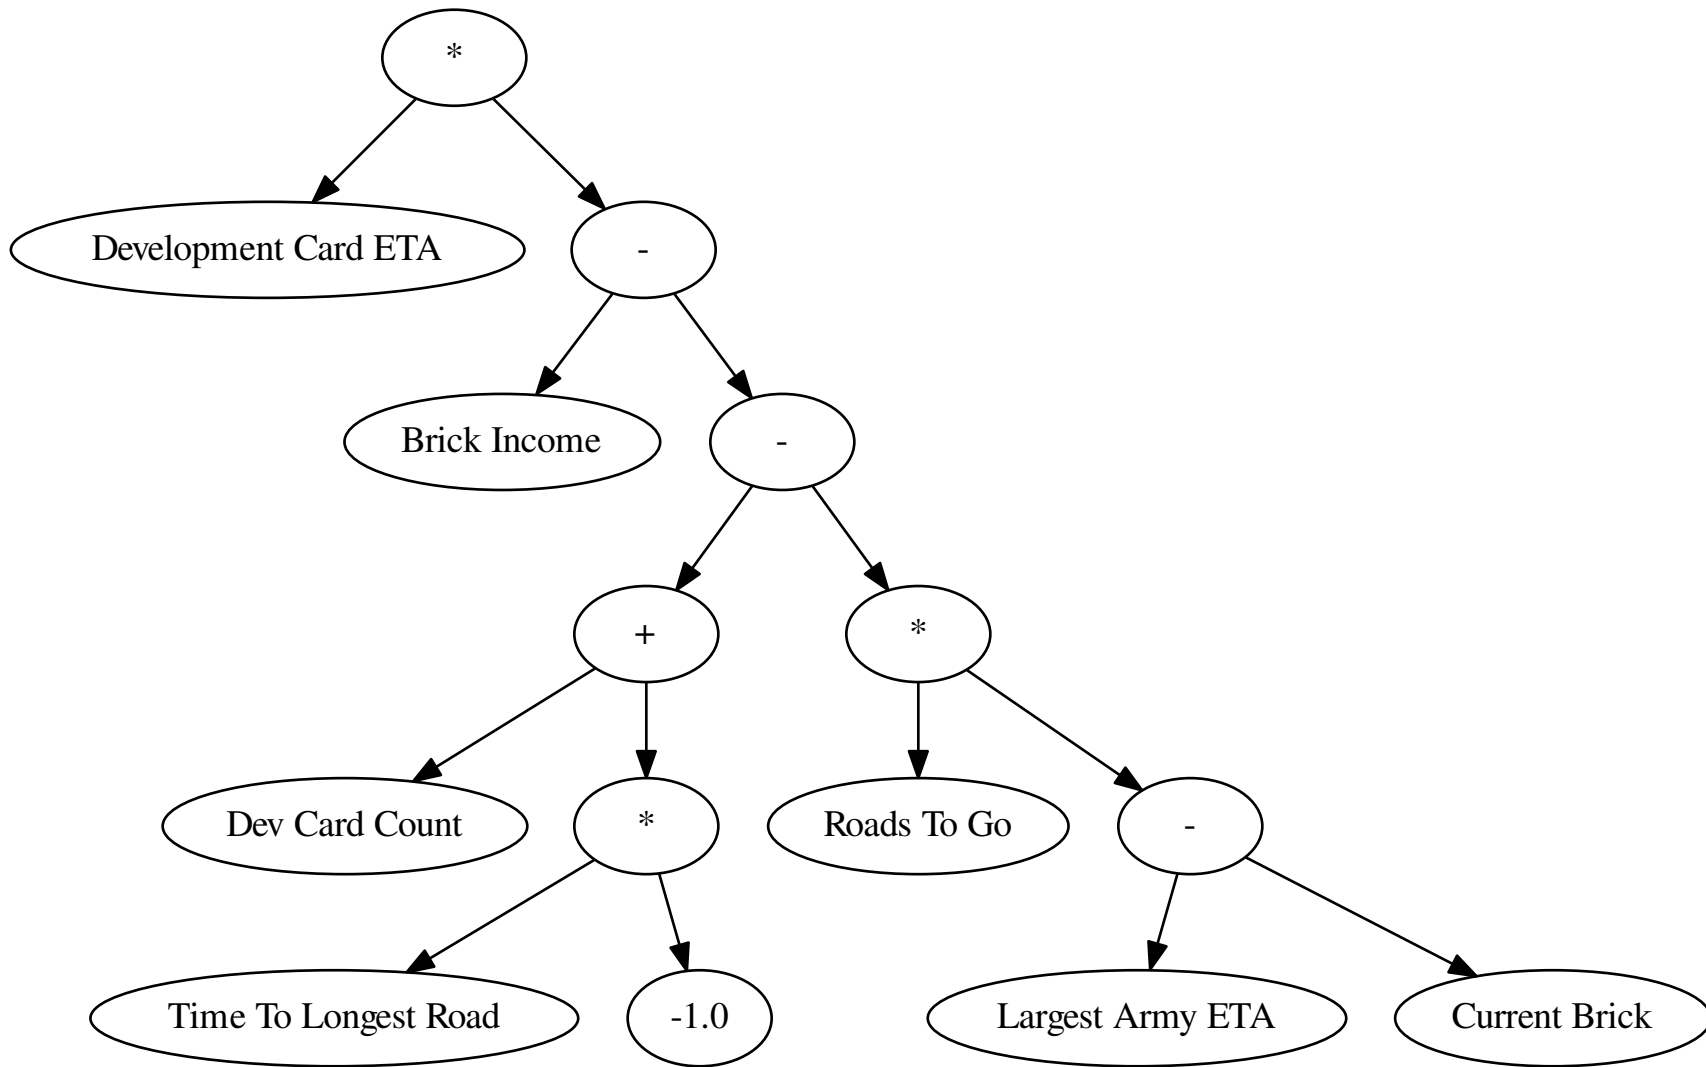 *
Development Card ETA
-
Brick Income
-
+
*
Dev Card Count
*
Roads To Go
-
Time To Longest Road
-1.0
Largest Army ETA
Current Brick